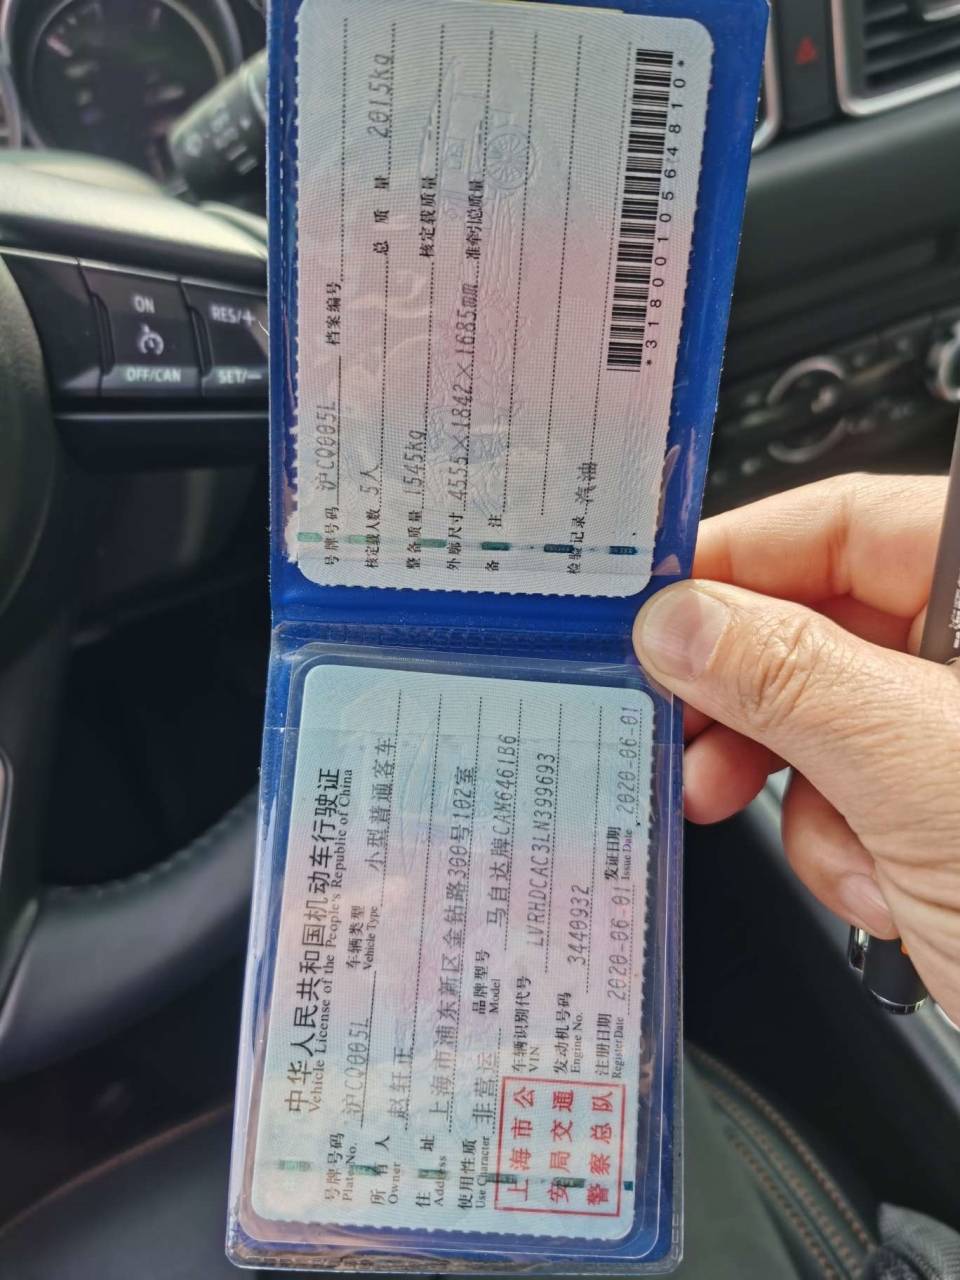 中华人民共和国机动车行驶证
Vehicle License of the People's Republic of China
号牌号码 沪CQ005L 车辆类型 小型普通客车
Plate No. Vehicle Type
所有人 赵轩正
Owner
住址 上海市浦东新区金钻路300号102室
Address
使用性质 非营运 品牌型号 马自达牌CAM6461B6
Use Character Model
车辆识别代号 LVRHDCAC3LN399693
VIN
发动机号码 3440932
Engine No.
注册日期 2020-06-01 发证日期 2020-06-01
Register Date Issue Date
上海市公
安局交通
警察总队
号牌号码 沪CQ005L 档案编号
核定载人数 5人 总质量 2015kg
整备质量 1545kg 核定载质量
外廓尺寸 4555×1842×1685mm 准牵引总质量
备注
检验记录 汽油
*3180010564810*
ON
OFF/CAN
RES/+
SET/−